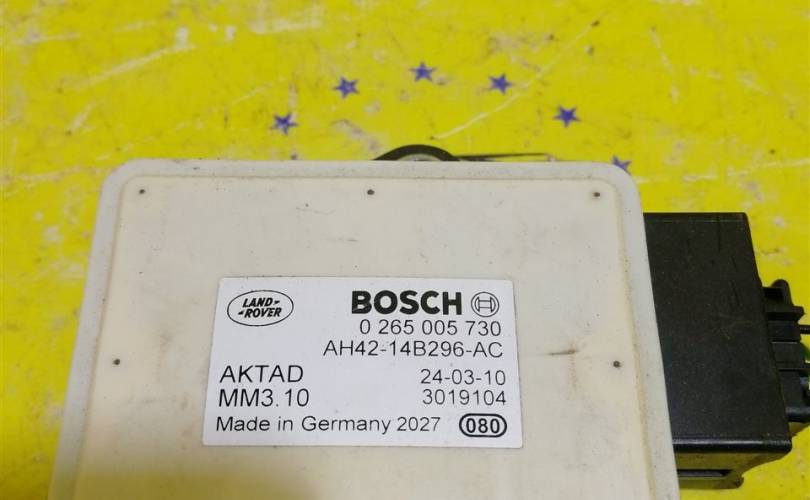 LAND-
-ROVER
BOSCH
0 265 005 730
AH42-14B296-AC
AKTAD 24-03-10
MM3.10 3019104
Made in Germany 2027 080